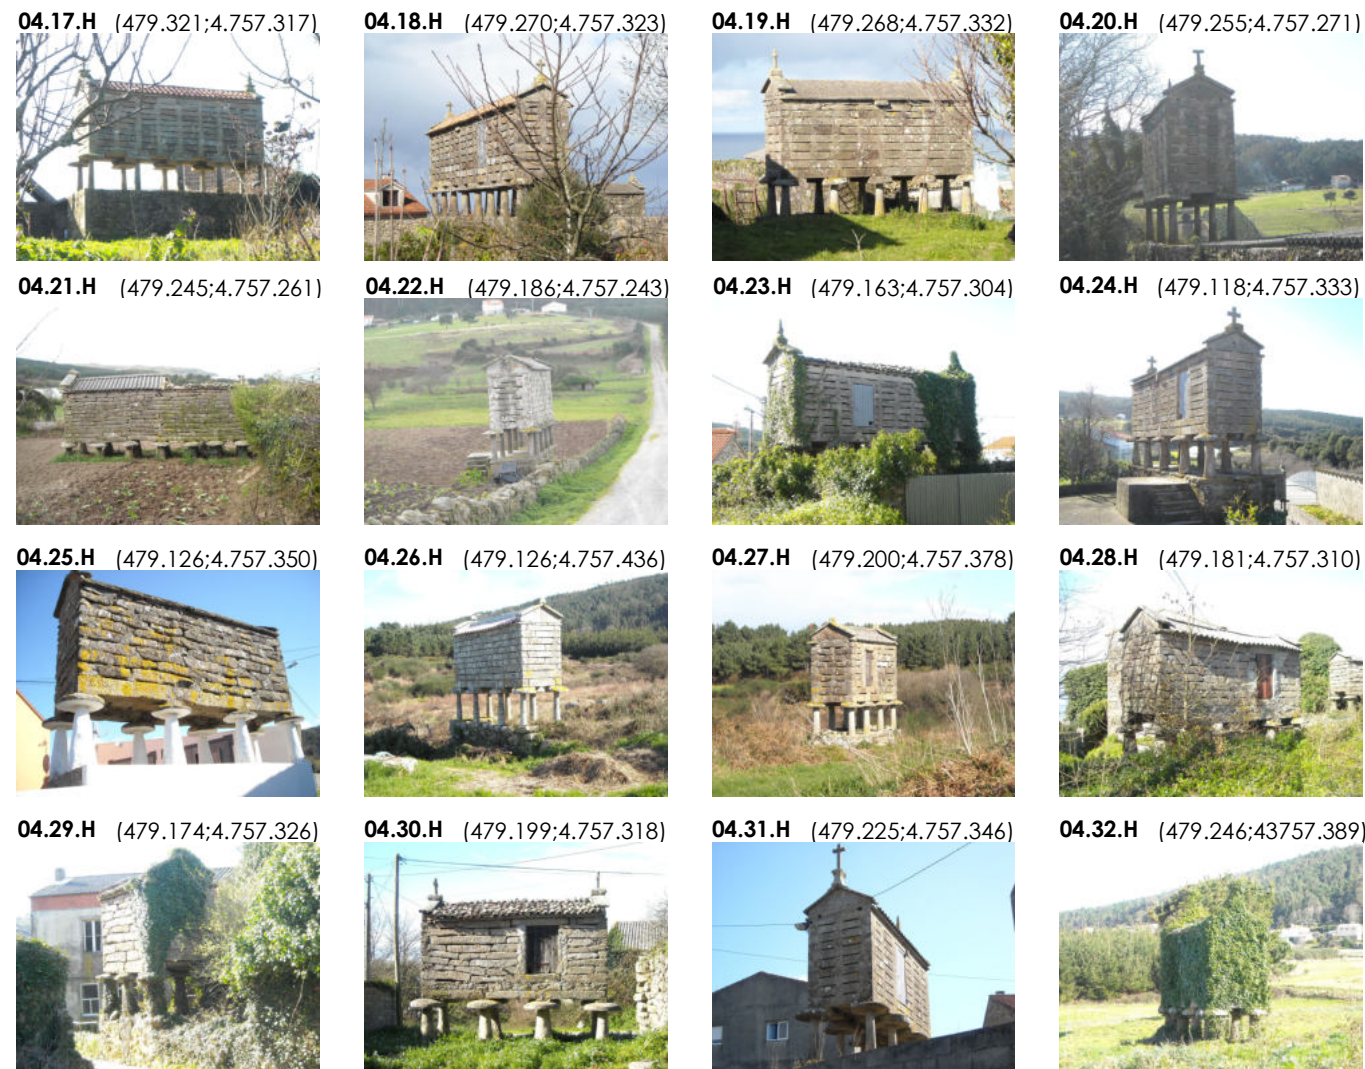 04.17.H (479.321;4.757.317)
04.18.H (479.270;4.757.323)
04.19.H (479.268;4.757.332)
04.20.H (479.255;4.757.271)
04.21.H (479.245;4.757.261)
04.22.H (479.186;4.757.243)
04.23.H (479.163;4.757.304)
04.24.H (479.118;4.757.333)
04.25.H (479.126;4.757.350)
04.26.H (479.126;4.757.436)
04.27.H (479.200;4.757.378)
04.28.H (479.181;4.757.310)
04.29.H (479.174;4.757.326)
04.30.H (479.199;4.757.318)
04.31.H (479.225;4.757.346)
04.32.H (479.246;43757.389)